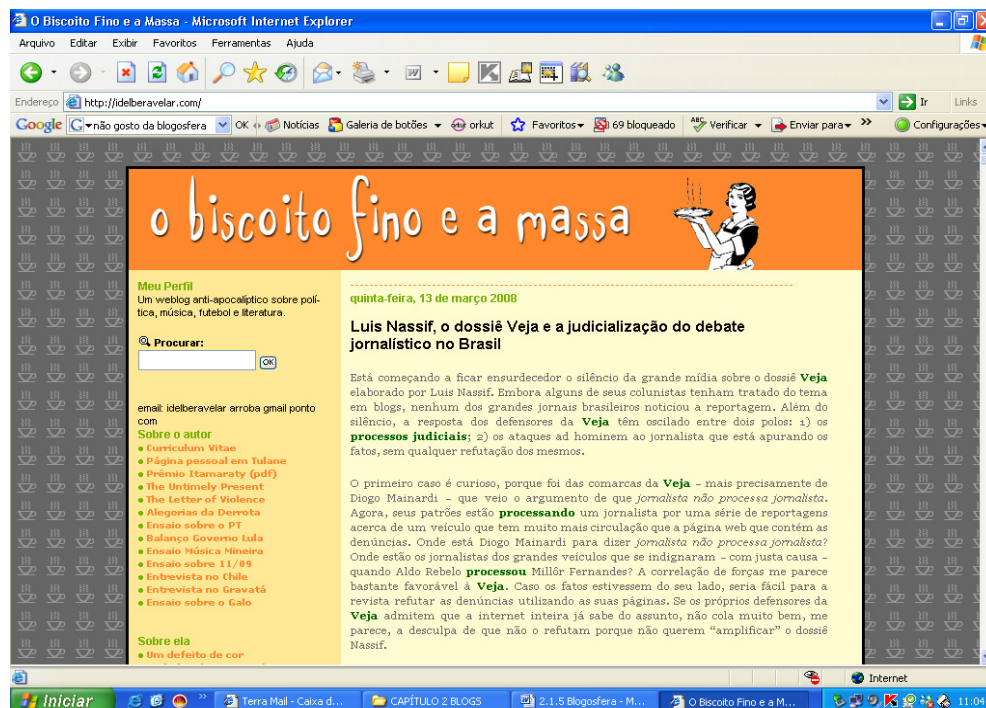 O Biscoito Fino e a Massa - Microsoft Internet Explorer
Arquivo Editar Exibir Favoritos Ferramentas Ajuda
Endereço http://idelberavelar.com/ Ir Links
Google não gosto da blogosfera OK Notícias Galeria de botões orkut Favoritos 69 bloqueado Verificar Enviar para Configurações
o biscoito fino e a massa
Meu Perfil
Um weblog anti-apocalíptico sobre polí-
tica, música, futebol e literatura.
Procurar:
OK
email: idelberavelar arroba gmail ponto
com
Sobre o autor
Curriculum Vitae
Página pessoal em Tulane
Prêmio Itamaraty (pdf)
The Untimely Present
The Letter of Violence
Alegorias da Derrota
Ensaio sobre o PT
Balanço Governo Lula
Ensaio Música Mineira
Ensaio sobre 11/09
Entrevista no Chile
Entrevista no Gravatá
Ensaio sobre o Galo
Sobre ela
Um defeito de cor
quinta-feira, 13 de março 2008
Luis Nassif, o dossiê Veja e a judicialização do debate
jornalístico no Brasil
Está começando a ficar ensurdecedor o silêncio da grande mídia sobre o dossiê Veja
elaborado por Luis Nassif. Embora alguns de seus colunistas tenham tratado do tema
em blogs, nenhum dos grandes jornais brasileiros noticiou a reportagem. Além do
silêncio, a resposta dos defensores da Veja têm oscilado entre dois polos: 1) os
processos judiciais; 2) os ataques ad hominem ao jornalista que está apurando os
fatos, sem qualquer refutação dos mesmos.
O primeiro caso é curioso, porque foi das comarcas da Veja – mais precisamente de
Diogo Mainardi – que veio o argumento de que jornalista não processa jornalista.
Agora, seus patrões estão processando um jornalista por uma série de reportagens
acerca de um veículo que tem muito mais circulação que a página web que contém as
denúncias. Onde está Diogo Mainardi para dizer jornalista não processa jornalista?
Onde estão os jornalistas dos grandes veículos que se indignaram – com justa causa –
quando Aldo Rebelo processou Millôr Fernandes? A correlação de forças me parece
bastante favorável à Veja. Caso os fatos estivessem do seu lado, seria fácil para a
revista refutar as denúncias utilizando as suas páginas. Se os próprios defensores da
Veja admitem que a internet inteira já sabe do assunto, não cola muito bem, me
parece, a desculpa de que não o refutam porque não querem “amplificar” o dossiê
Nassif.
Internet
Iniciar Terra Mail - Caixa d... CAPÍTULO 2 BLOGS 2.1.5 Blogosfera - M... O Biscoito Fino e a M... 11:04